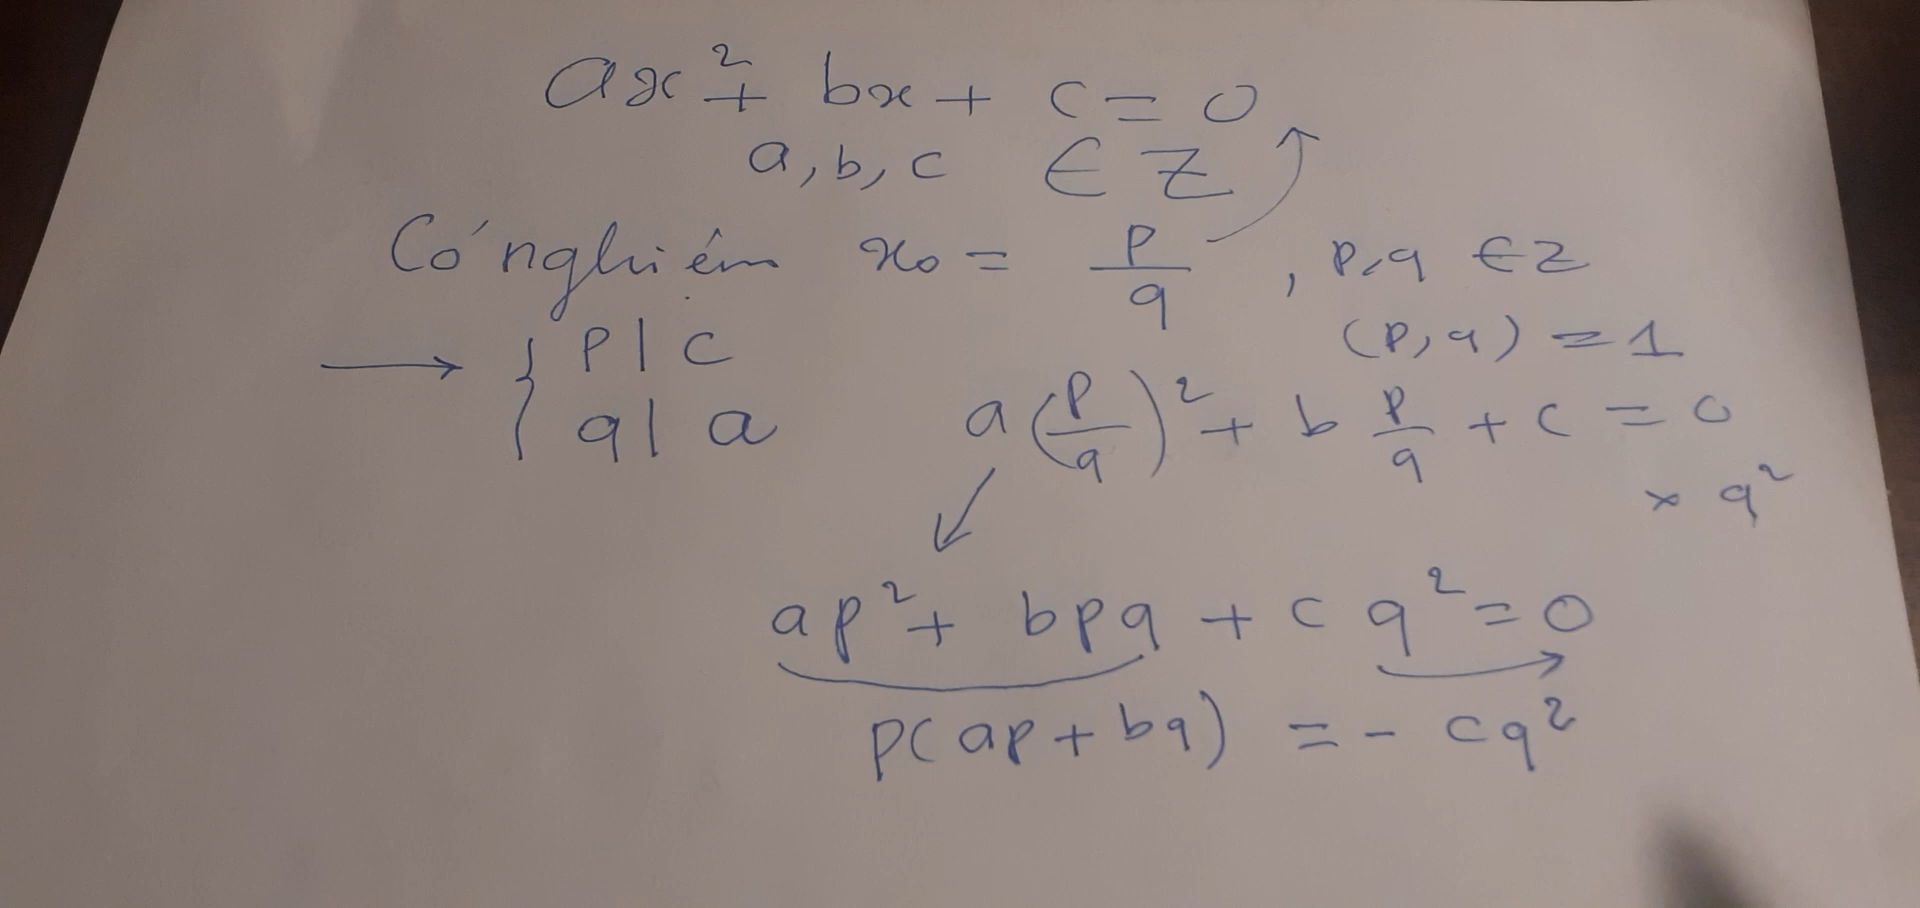 ax² + bx + c = 0
a, b, c ∈ Z
Có nghiệm x₀ = p/q , p,q ∈ Z
(p,q) = 1
→ { p | c
q | a
a(p/q)² + b p/q + c = 0
× q²
ap² + bpq + cq² = 0
p(ap + bq) = - cq²